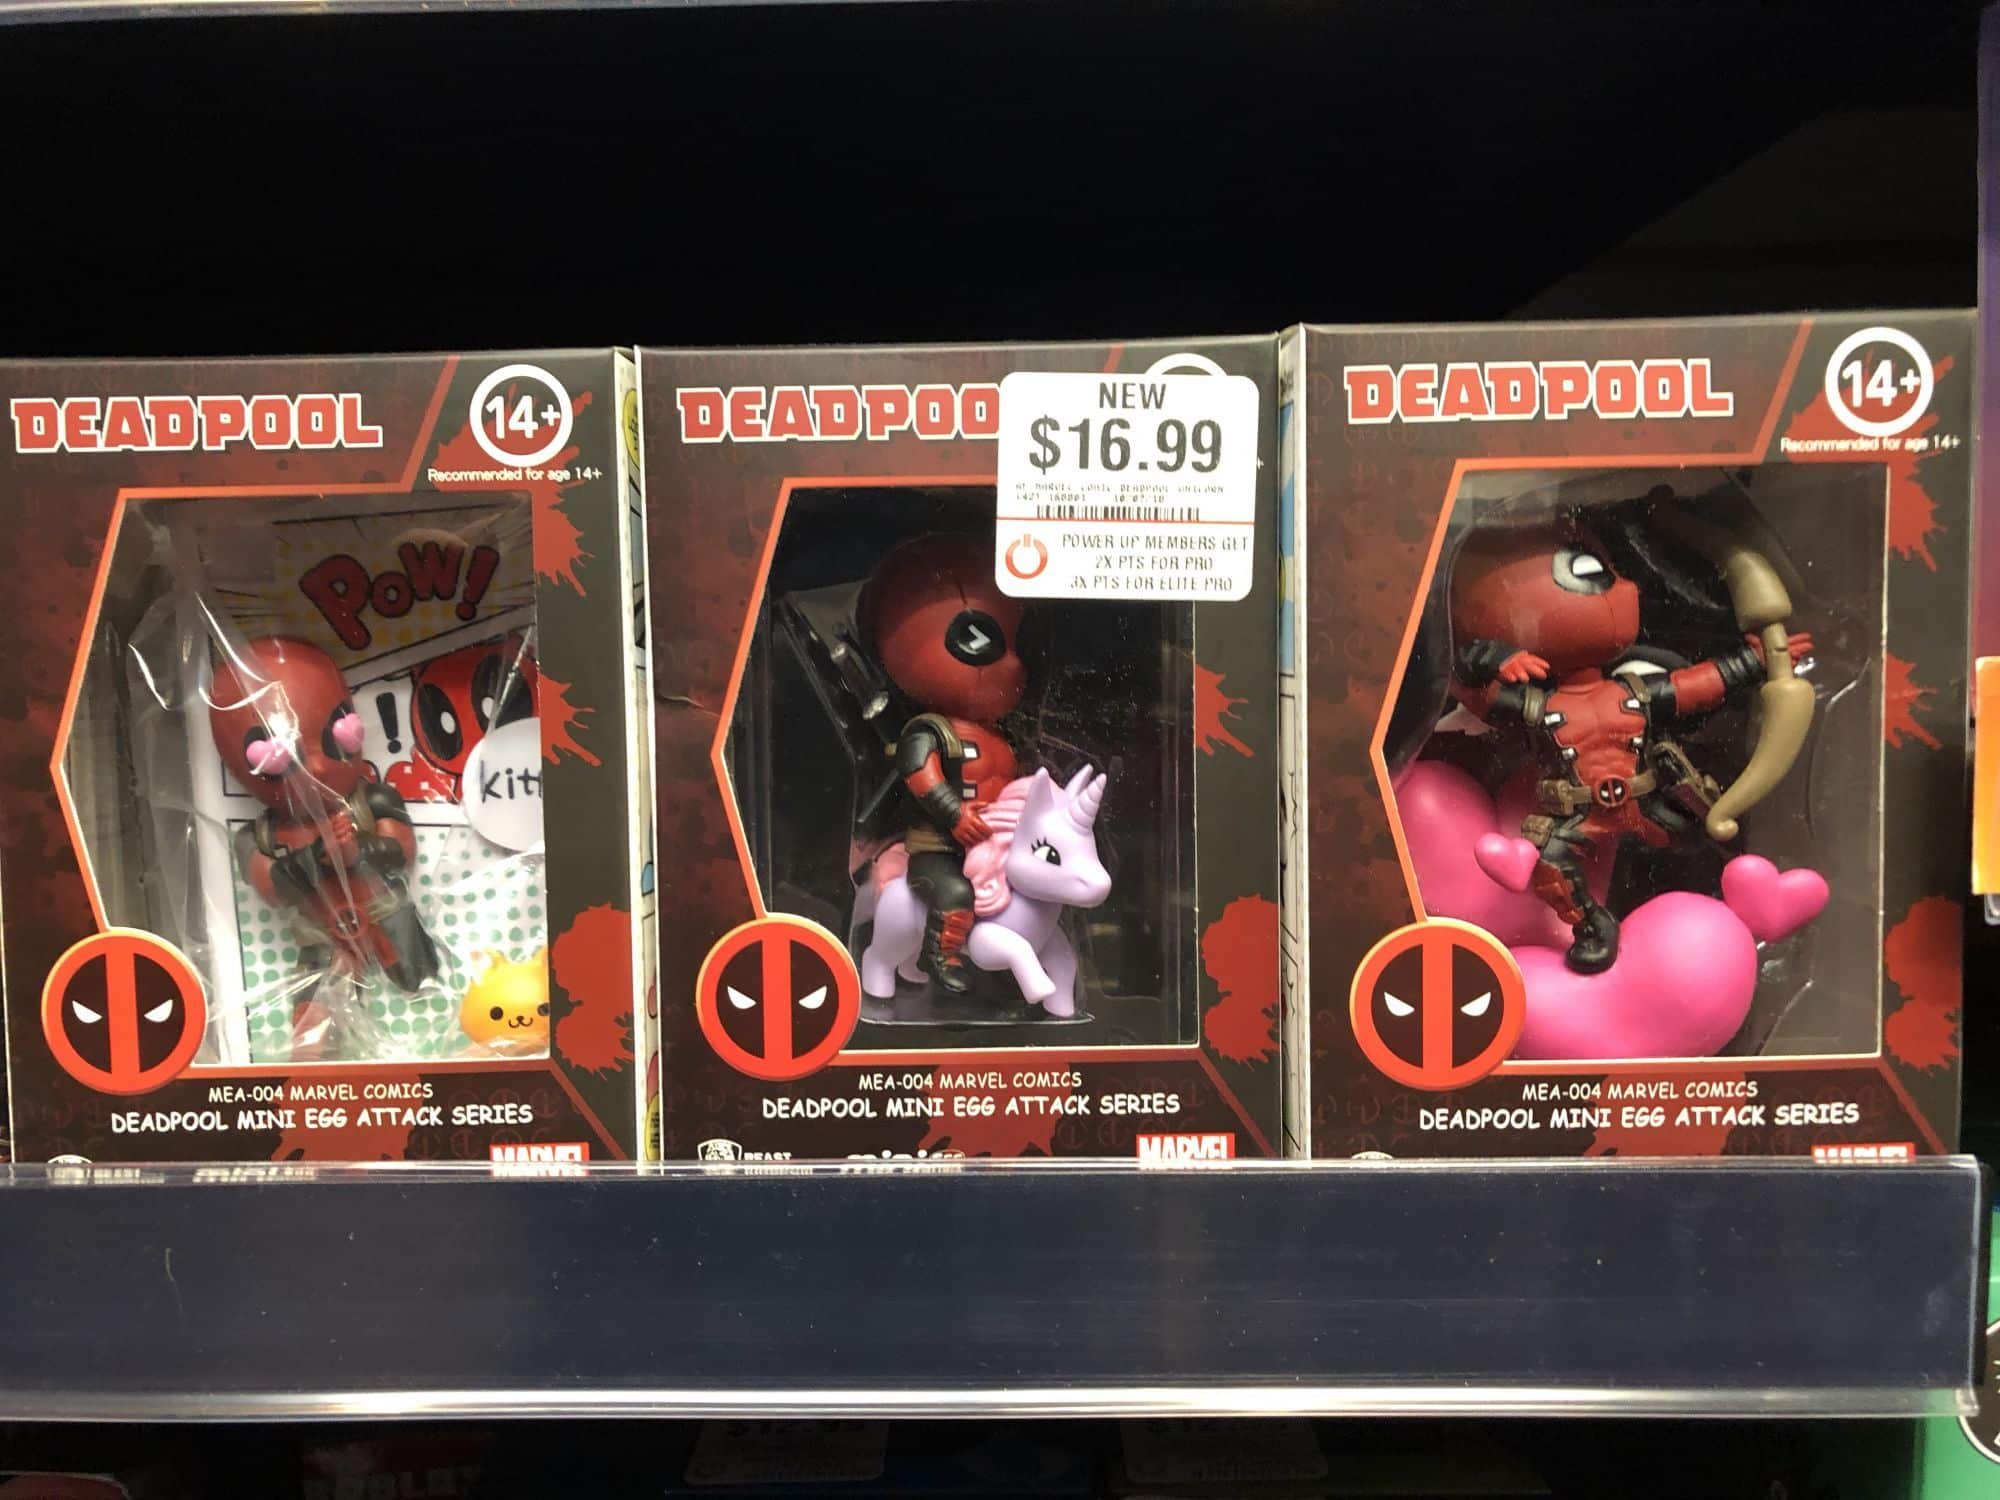 DEADPOOL
14+
Recommended for age 14+
POW!
!
kitt
MEA-004 MARVEL COMICS
DEADPOOL MINI EGG ATTACK SERIES
MARVEL
DEADPOO
NEW
$16.99
POWER UP MEMBERS GET
2X PTS FOR PRO
3X PTS FOR ELITE PRO
MEA-004 MARVEL COMICS
DEADPOOL MINI EGG ATTACK SERIES
BEAST
MARVEL
DEADPOOL
14+
Recommended for age 14+
MEA-004 MARVEL COMICS
DEADPOOL MINI EGG ATTACK SERIES
MARVEL